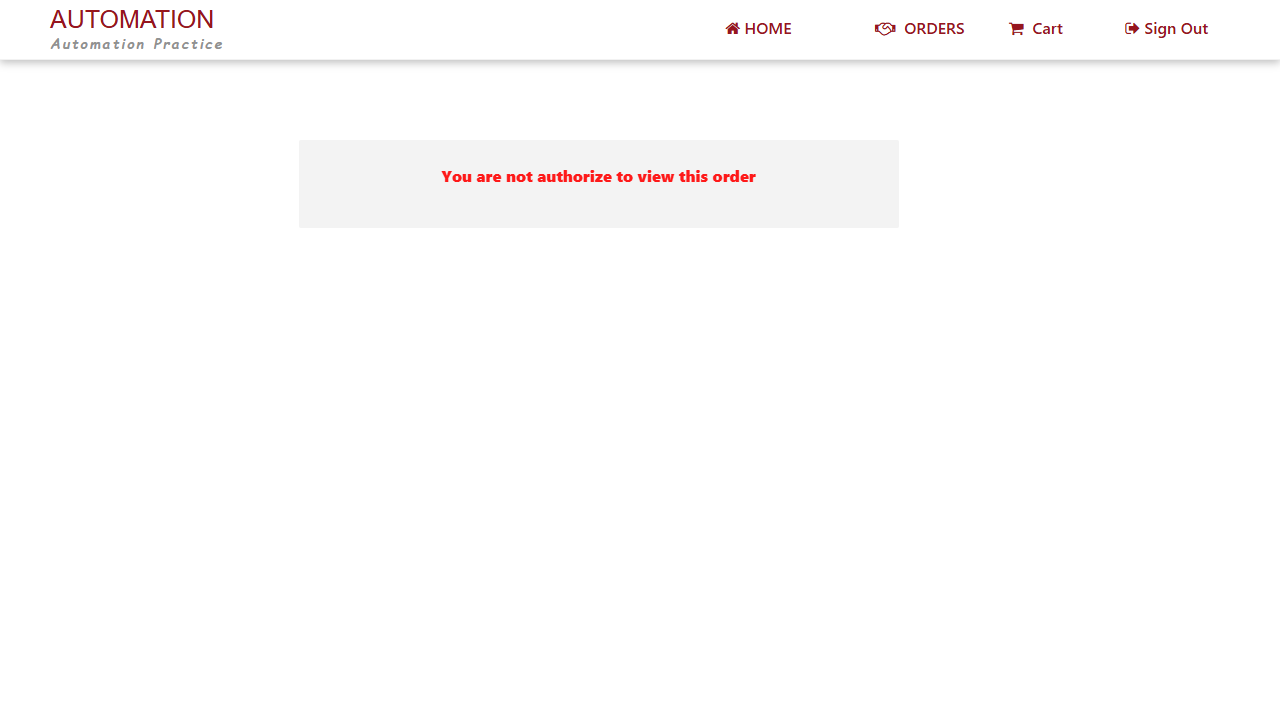 AUTOMATION
Automation Practice
HOME
ORDERS
Cart
Sign Out
You are not authorize to view this order